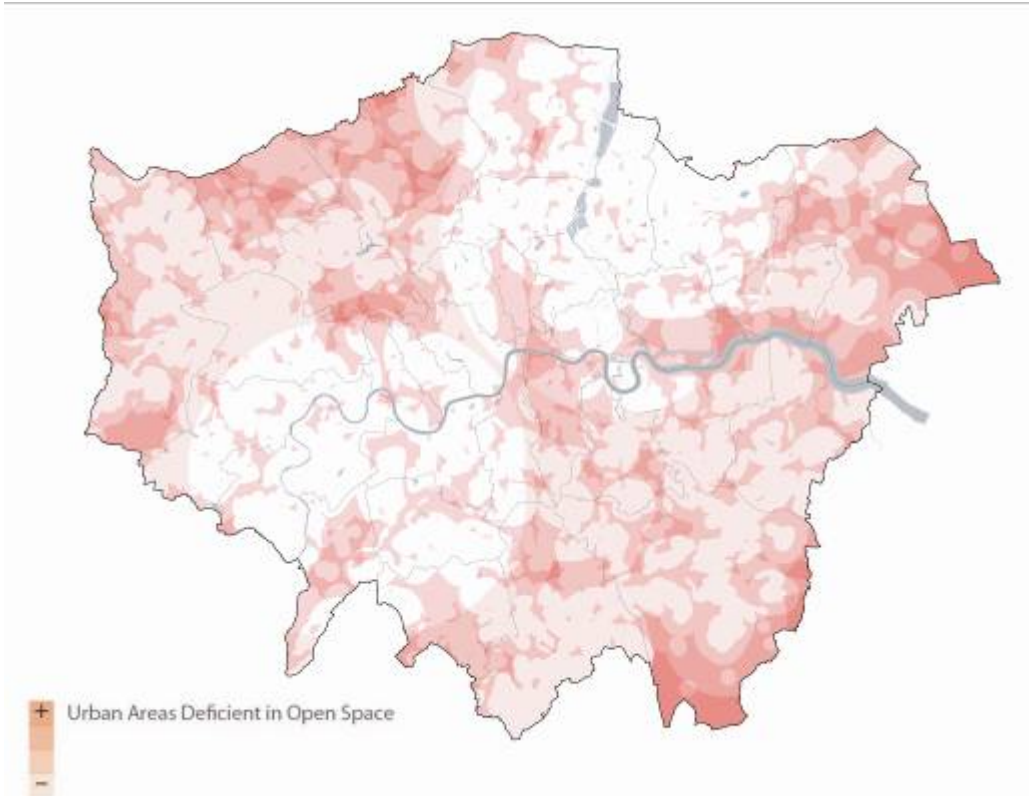 + Urban Areas Deficient in Open Space
−